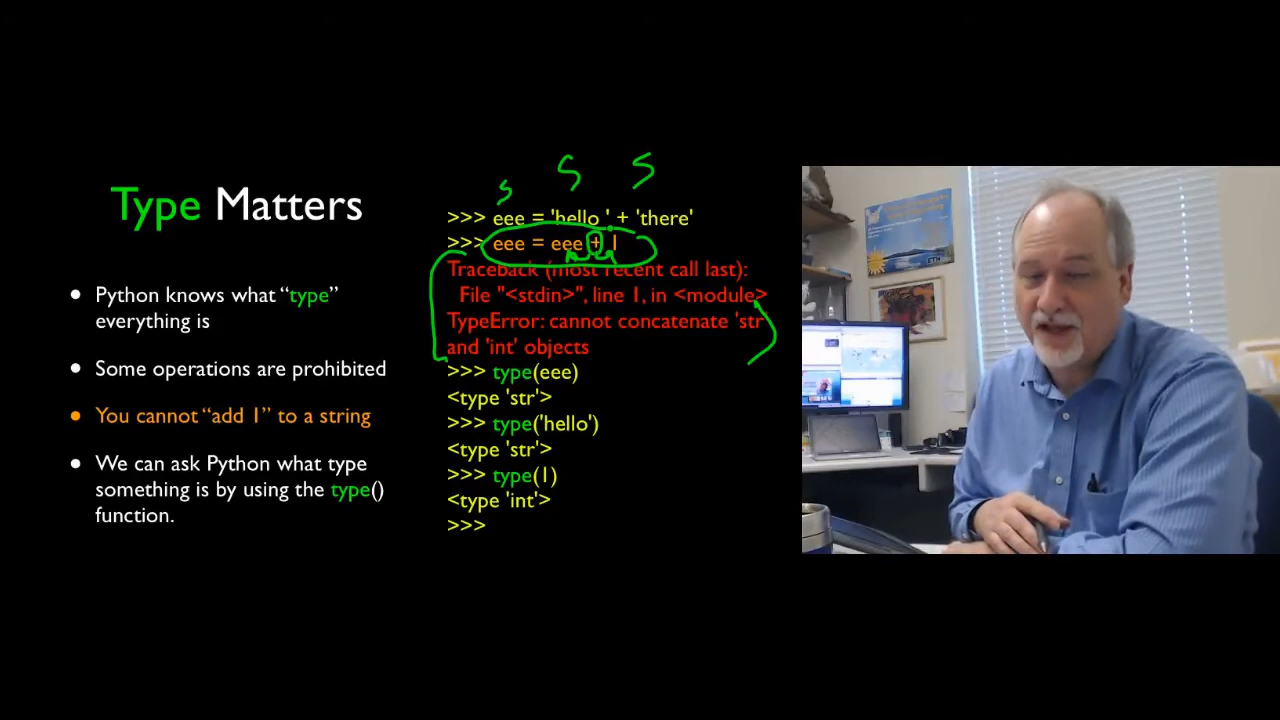 Type Matters
• Python knows what “type”
everything is
• Some operations are prohibited
• You cannot “add 1” to a string
• We can ask Python what type
something is by using the type()
function.
S S S
>>> eee = 'hello ' + 'there'
>>> eee = eee + 1
Traceback (most recent call last):
File "<stdin>", line 1, in <module>
TypeError: cannot concatenate 'str'
and 'int' objects
>>> type(eee)
<type 'str'>
>>> type('hello')
<type 'str'>
>>> type(1)
<type 'int'>
>>>